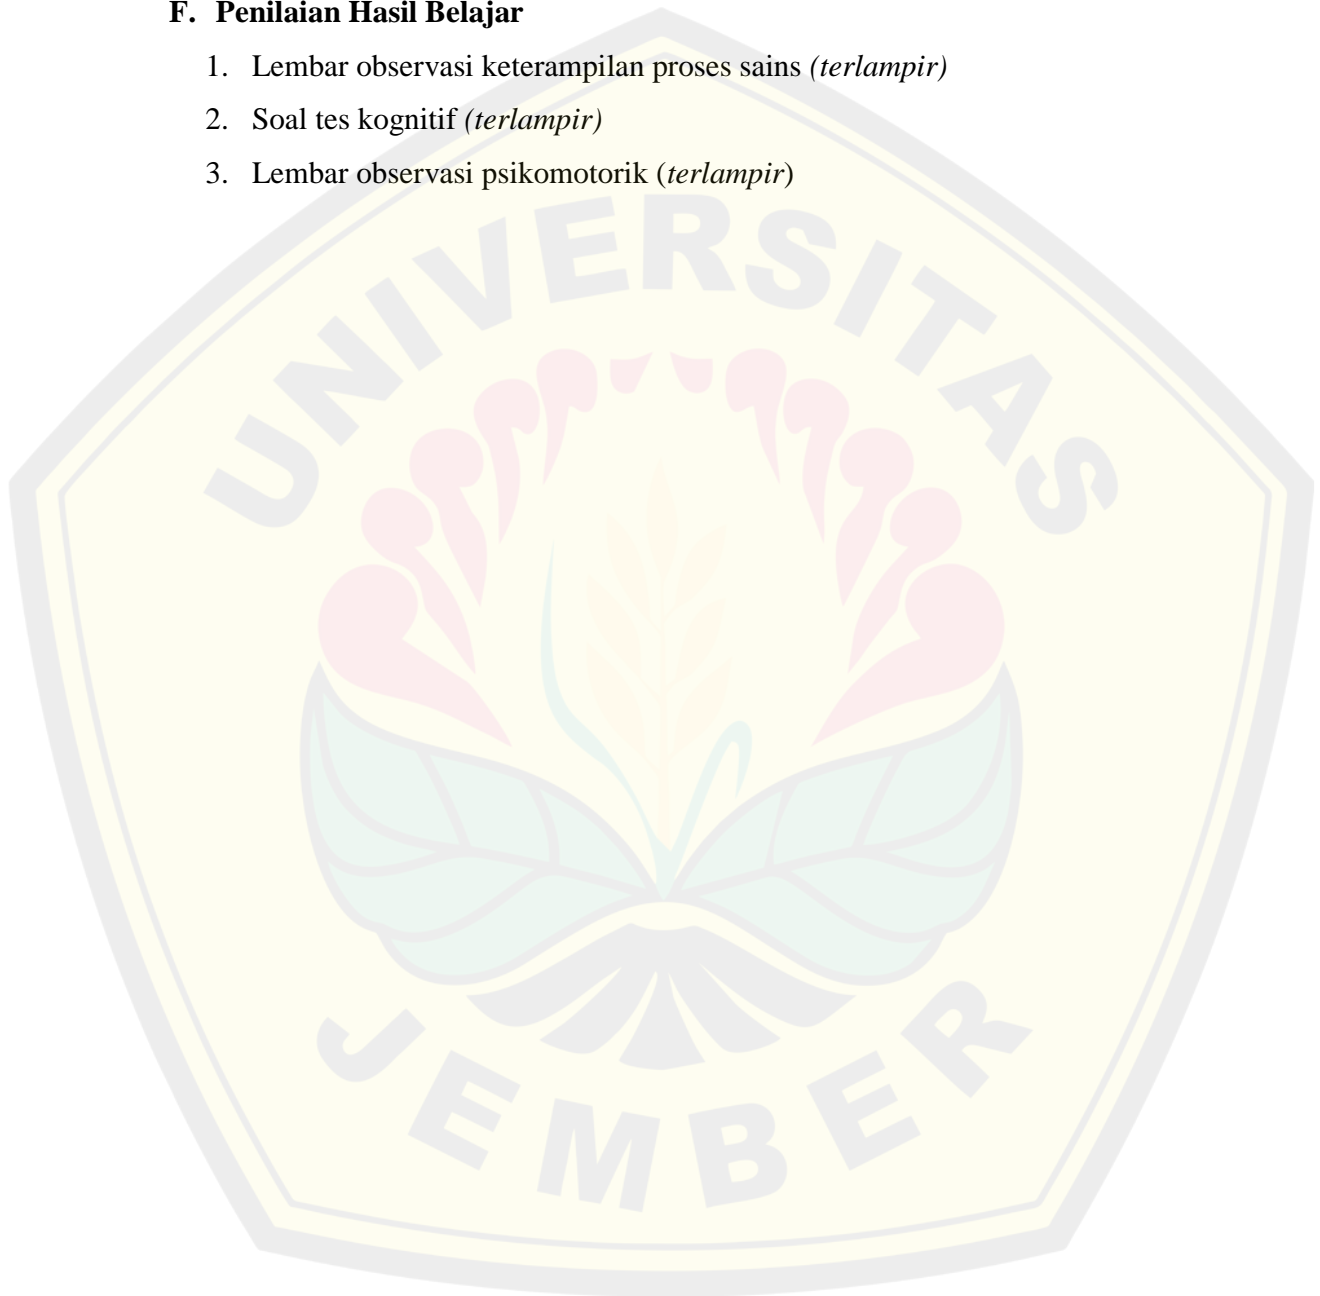 F. Penilaian Hasil Belajar
1. Lembar observasi keterampilan proses sains (terlampir)
2. Soal tes kognitif (terlampir)
3. Lembar observasi psikomotorik (terlampir)
UNIVERSITAS
JEMBER